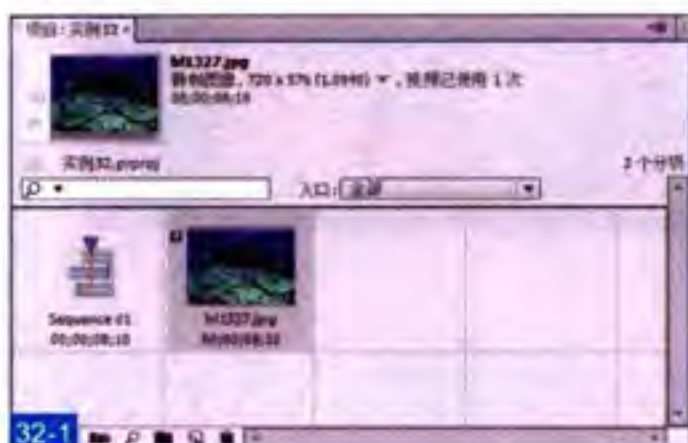 项目: 实例32 ×
M1327.jpg
静帧图像, 720 x 576 (1.0940) ▼ , 视频已使用 1 次
00;00;08;10
实例32.prproj
2 个分项
入口: 全部
Sequence 01
00;00;08;10
M1327.jpg
00;00;08;10
32-1